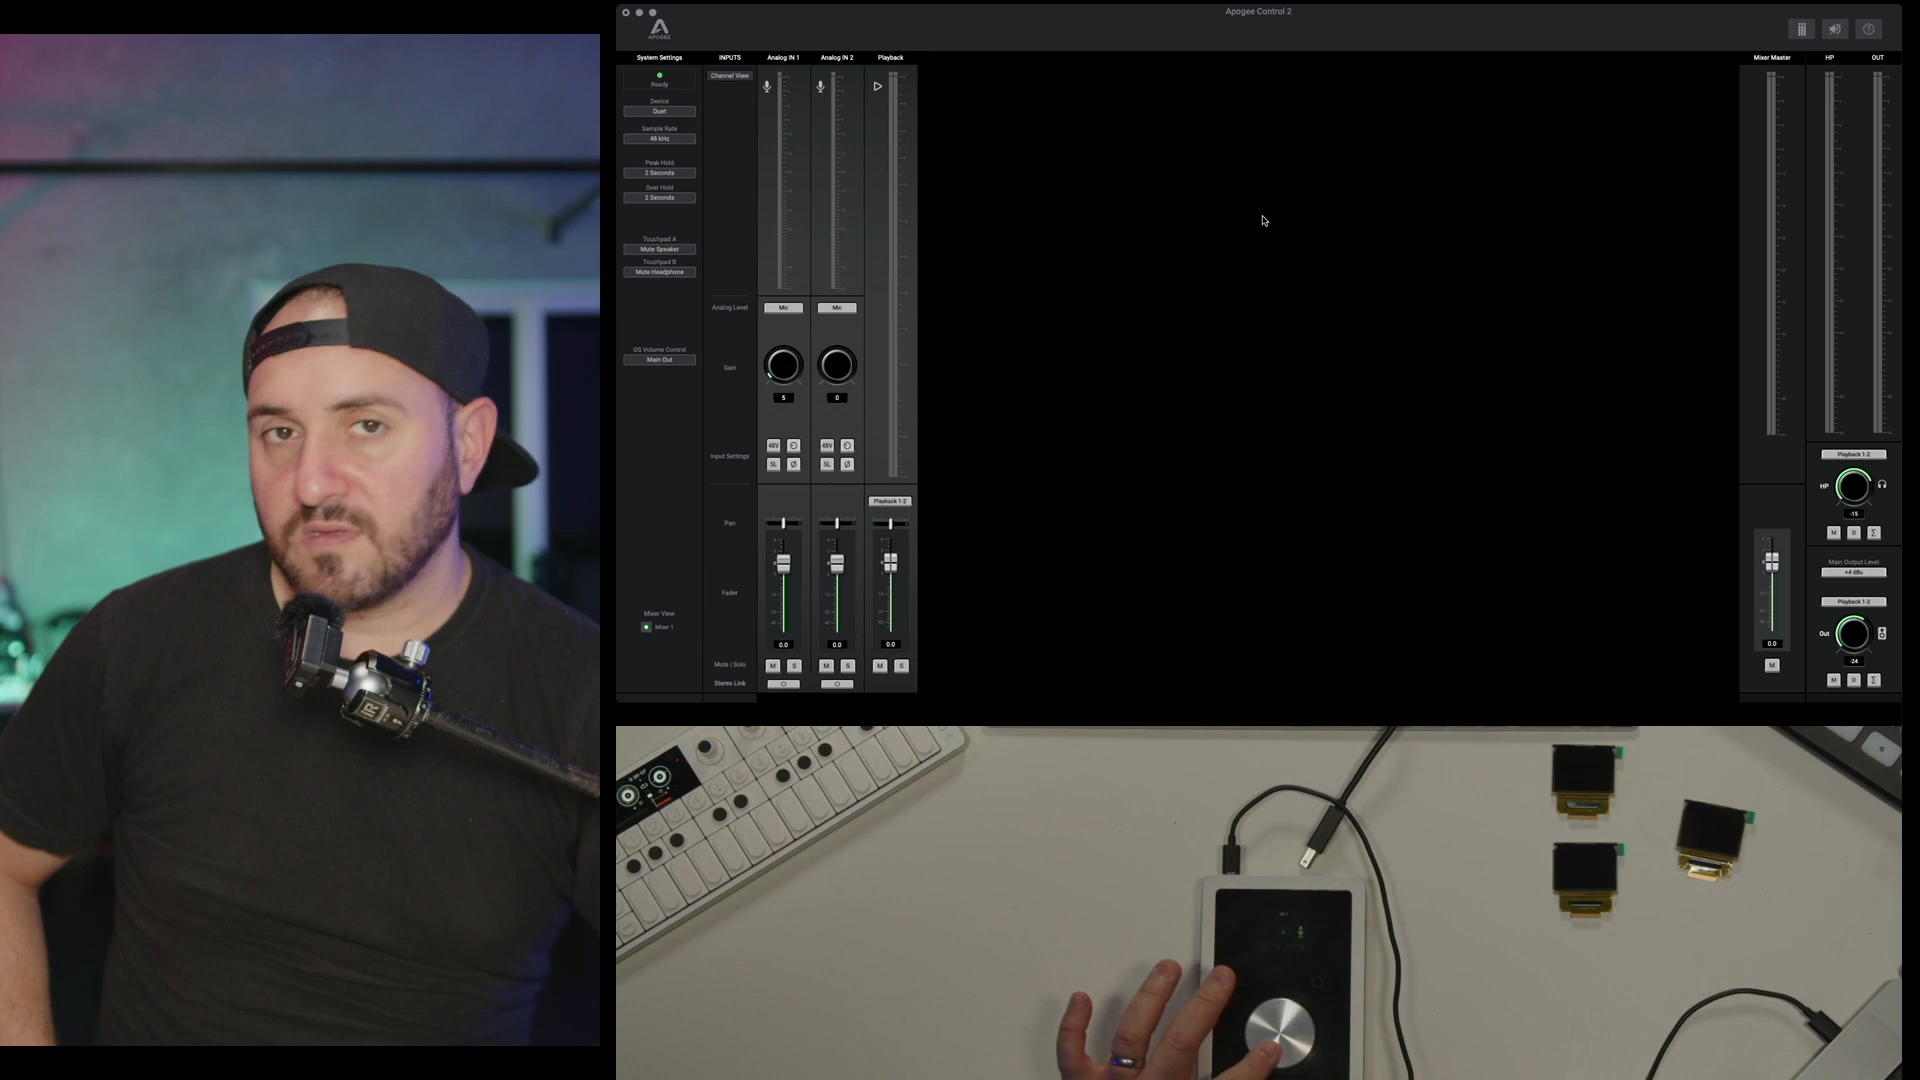 Apogee Control 2
APOGEE
System Settings
INPUTS
Analog IN 1
Analog IN 2
Playback
Mixer Master
HP
OUT
Ready
Channel View
Device
Duet
Sample Rate
48 kHz
Peak Hold
2 Seconds
Over Hold
2 Seconds
Touchpad A
Mute Speaker
Touchpad B
Mute Headphone
Analog Level
Mic
Mic
OS Volume Control
Main Out
Gain
5
0
48V
48V
Input Settings
SL
Ø
SL
Ø
Playback 1-2
HP
-15
M
D
Σ
Playback 1-2
Pan
Main Output Level
+4 dBu
Fader
Playback 1-2
Mixer View
Mixer 1
Out
0.0
0.0
0.0
0.0
-24
Mute | Solo
M
S
M
S
M
S
M
M
D
Σ
Stereo Link
iR